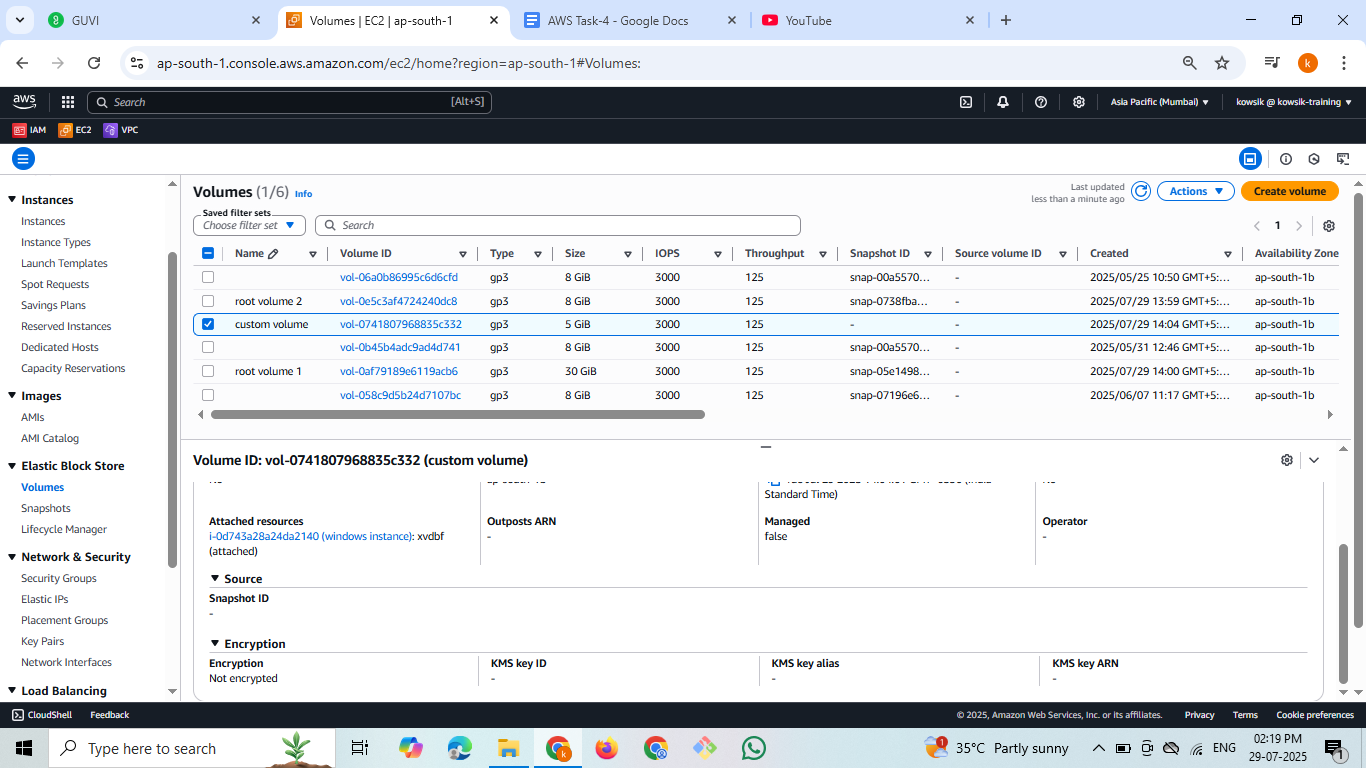 GUVI
Volumes | EC2 | ap-south-1
AWS Task-4 - Google Docs
YouTube
ap-south-1.console.aws.amazon.com/ec2/home?region=ap-south-1#Volumes:
k
aws
Search
[Alt+S]
Asia Pacific (Mumbai)
kowsik @ kowsik-training
IAM
EC2
VPC
Instances
Instances
Instance Types
Launch Templates
Spot Requests
Savings Plans
Reserved Instances
Dedicated Hosts
Capacity Reservations
Images
AMIs
AMI Catalog
Elastic Block Store
Volumes
Snapshots
Lifecycle Manager
Network & Security
Security Groups
Elastic IPs
Placement Groups
Key Pairs
Network Interfaces
Load Balancing
Volumes (1/6) Info
Last updated
less than a minute ago
Actions
Create volume
Saved filter sets
Choose filter set
Search
1
Name Volume ID Type Size IOPS Throughput Snapshot ID Source volume ID Created Availability Zone
vol-06a0b86995c6d6cfd gp3 8 GiB 3000 125 snap-00a5570... - 2025/05/25 10:50 GMT+5:... ap-south-1b
root volume 2 vol-0e5c3af4724240dc8 gp3 8 GiB 3000 125 snap-0738fba... - 2025/07/29 13:59 GMT+5:... ap-south-1b
custom volume vol-0741807968835c332 gp3 5 GiB 3000 125 - - 2025/07/29 14:04 GMT+5:... ap-south-1b
vol-0b45b4adc9ad4d741 gp3 8 GiB 3000 125 snap-00a5570... - 2025/05/31 12:46 GMT+5:... ap-south-1b
root volume 1 vol-0af79189e6119acb6 gp3 30 GiB 3000 125 snap-05e1498... - 2025/07/29 14:00 GMT+5:... ap-south-1b
vol-058c9d5b24d7107bc gp3 8 GiB 3000 125 snap-07196e6... - 2025/06/07 11:17 GMT+5:... ap-south-1b
Volume ID: vol-0741807968835c332 (custom volume)
Standard Time)
Attached resources
i-0d743a28a24da2140 (windows instance): xvdbf
(attached)
Outposts ARN
-
Managed
false
Operator
-
Source
Snapshot ID
-
Encryption
Encryption
Not encrypted
KMS key ID
-
KMS key alias
-
KMS key ARN
-
CloudShell
Feedback
© 2025, Amazon Web Services, Inc. or its affiliates.
Privacy
Terms
Cookie preferences
Type here to search
35°C Partly sunny
ENG
02:19 PM
29-07-2025